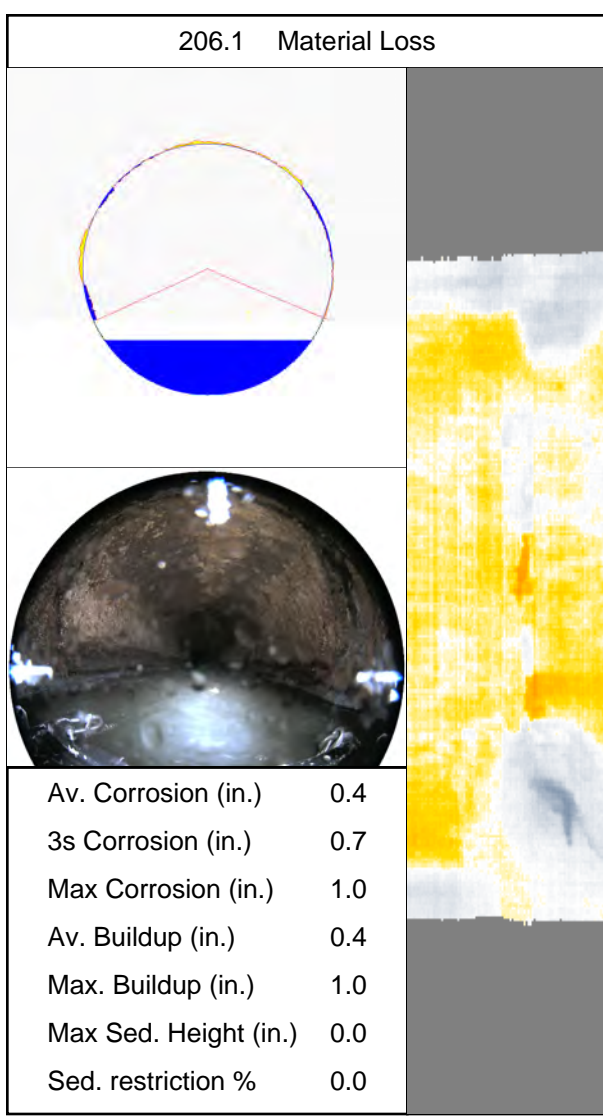 206.1 Material Loss
Av. Corrosion (in.) 0.4
3s Corrosion (in.) 0.7
Max Corrosion (in.) 1.0
Av. Buildup (in.) 0.4
Max. Buildup (in.) 1.0
Max Sed. Height (in.) 0.0
Sed. restriction % 0.0